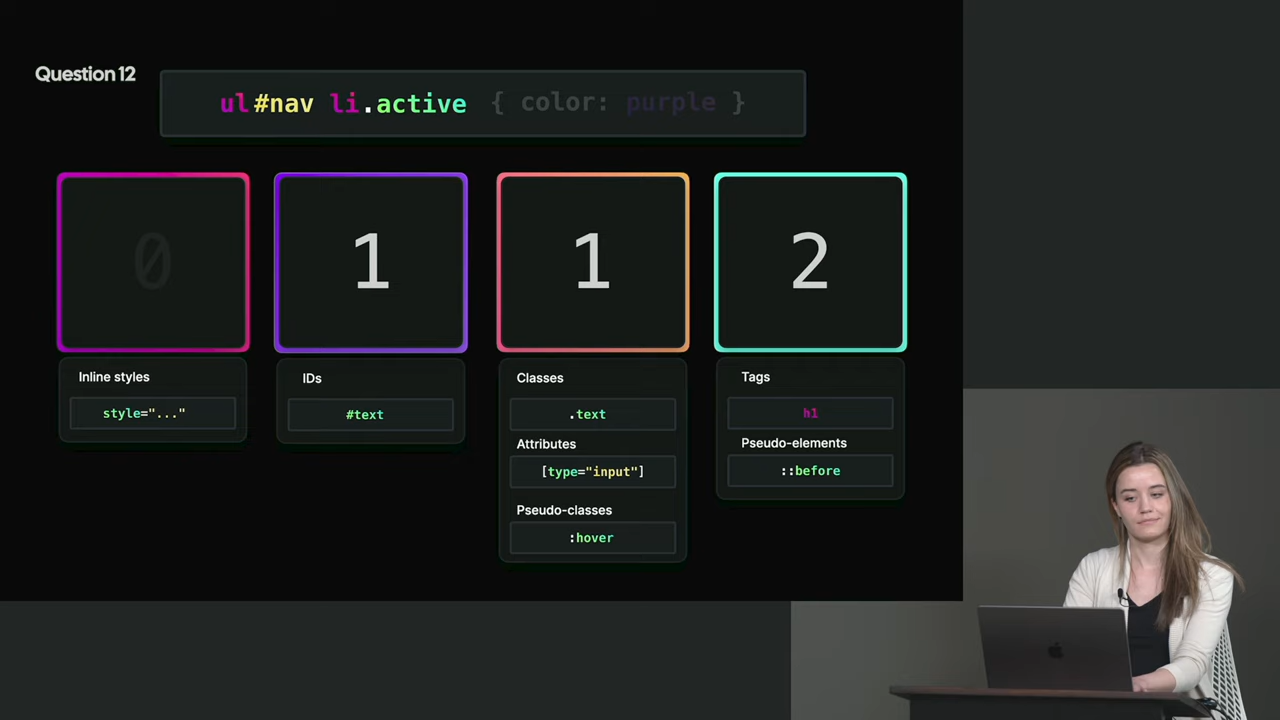 Question 12
ul#nav li.active { color: purple }
0 1 1 2
Inline styles
style="..."
IDs
#text
Classes
.text
Attributes
[type="input"]
Pseudo-classes
:hover
Tags
h1
Pseudo-elements
::before